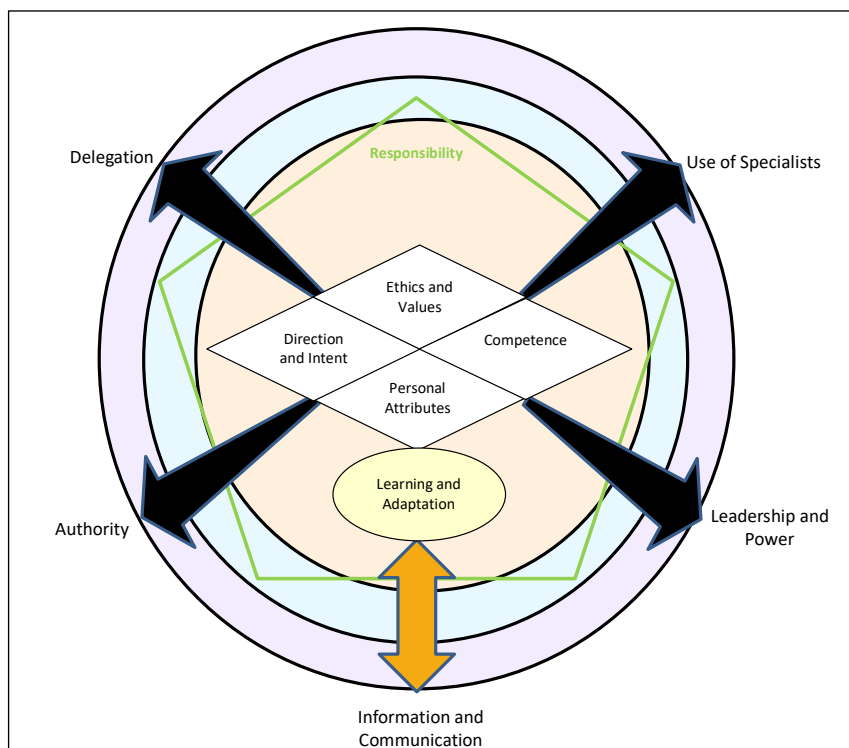 Delegation
Responsibility
Use of Specialists
Ethics and
Values
Direction
and Intent
Competence
Personal
Attributes
Learning and
Adaptation
Authority
Leadership and
Power
Information and
Communication